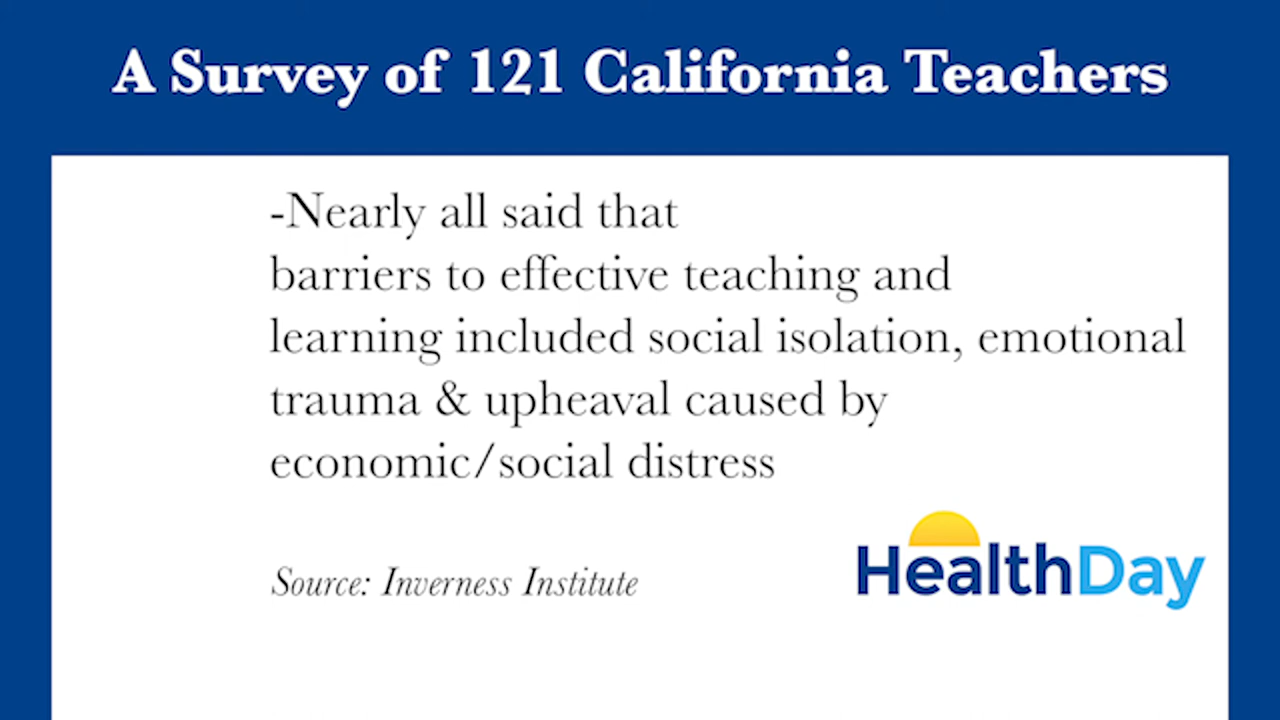 A Survey of 121 California Teachers
-Nearly all said that
barriers to effective teaching and
learning included social isolation, emotional
trauma & upheaval caused by
economic/social distress
Source: Inverness Institute
HealthDay